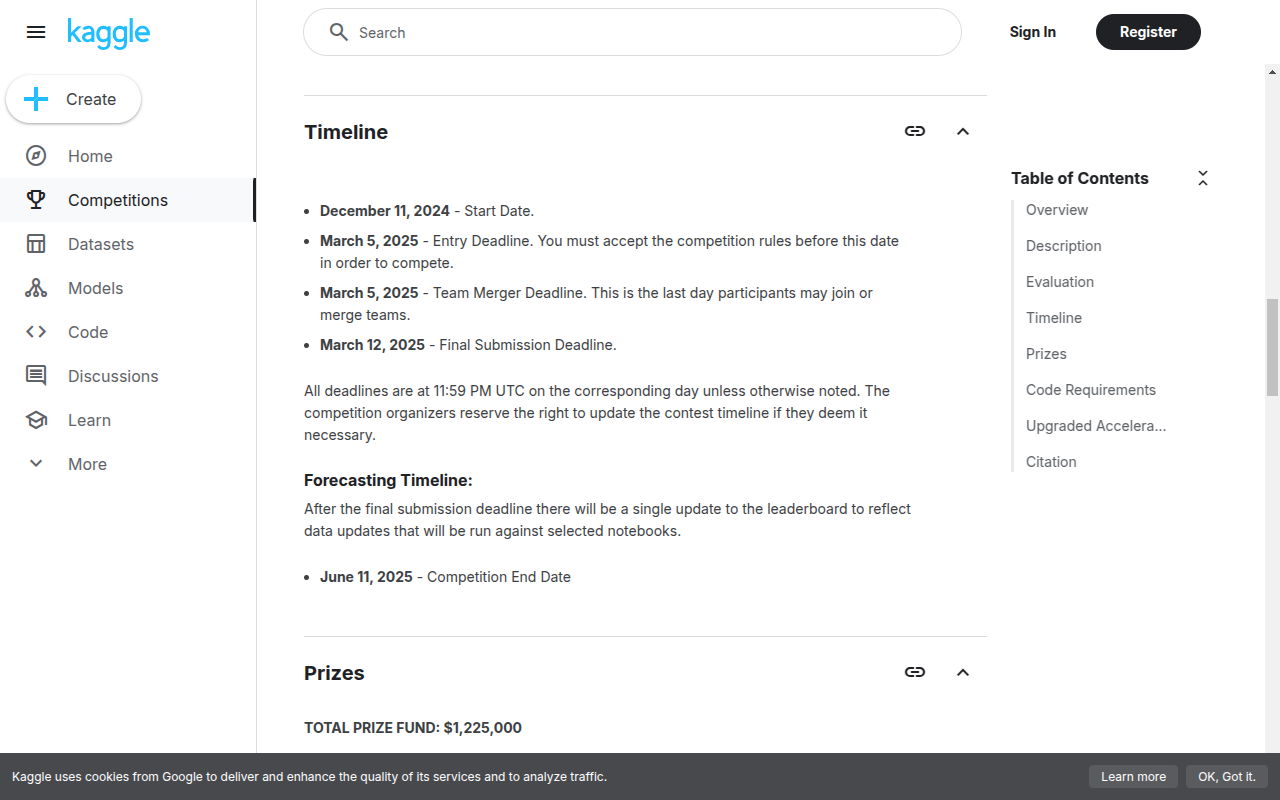 kaggle
Search
Sign In
Register
Create
Home
Competitions
Datasets
Models
Code
Discussions
Learn
More
Timeline
December 11, 2024 - Start Date.
March 5, 2025 - Entry Deadline. You must accept the competition rules before this date
in order to compete.
March 5, 2025 - Team Merger Deadline. This is the last day participants may join or
merge teams.
March 12, 2025 - Final Submission Deadline.
All deadlines are at 11:59 PM UTC on the corresponding day unless otherwise noted. The
competition organizers reserve the right to update the contest timeline if they deem it
necessary.
Forecasting Timeline:
After the final submission deadline there will be a single update to the leaderboard to reflect
data updates that will be run against selected notebooks.
June 11, 2025 - Competition End Date
Prizes
TOTAL PRIZE FUND: $1,225,000
Table of Contents
Overview
Description
Evaluation
Timeline
Prizes
Code Requirements
Upgraded Accelera...
Citation
Kaggle uses cookies from Google to deliver and enhance the quality of its services and to analyze traffic.
Learn more
OK, Got it.